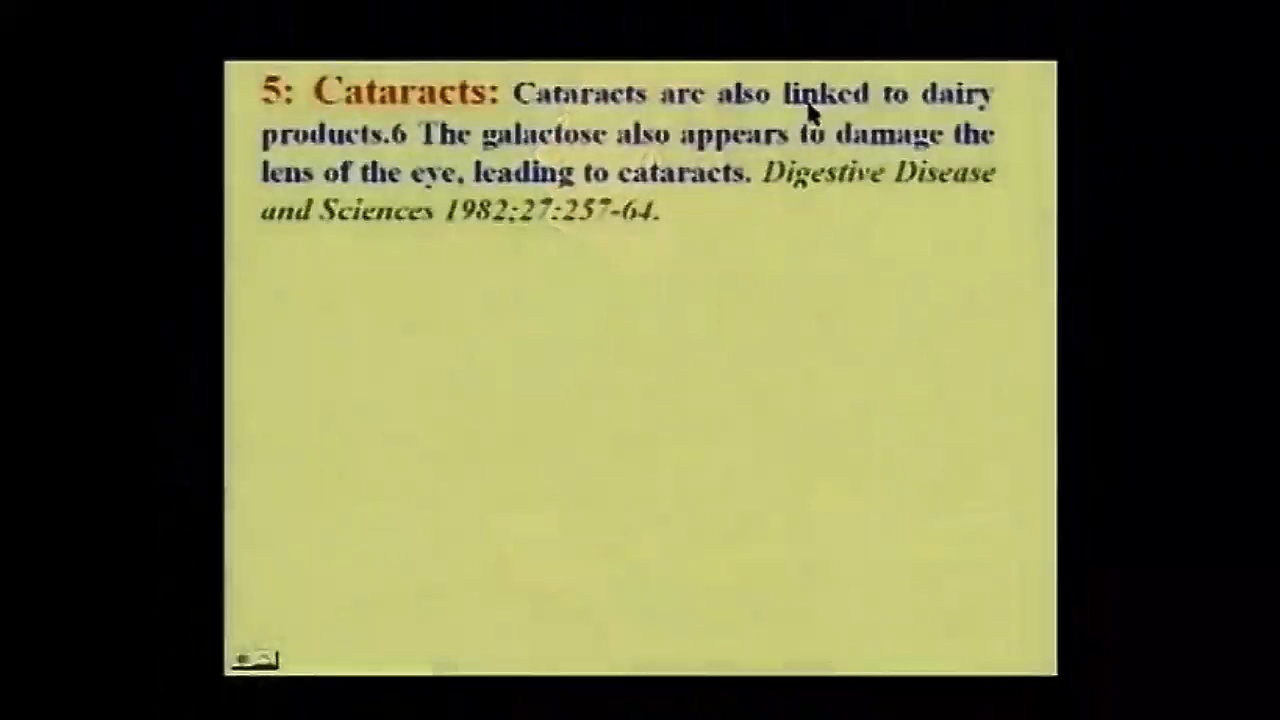 5: Cataracts: Cataracts are also linked to dairy
products.6 The galactose also appears to damage the
lens of the eye, leading to cataracts. Digestive Disease
and Sciences 1982;27:257-64.